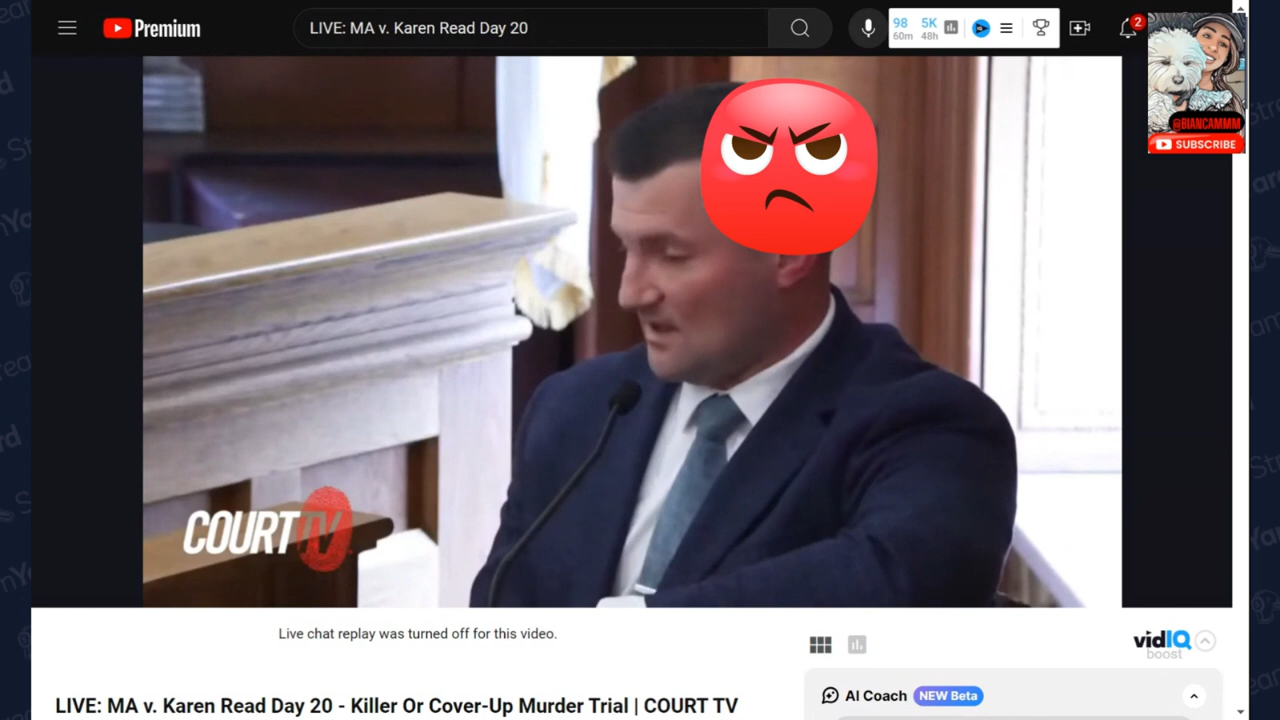 Premium
LIVE: MA v. Karen Read Day 20
98
60m
5K
48h
2
@BIANCAMMM
SUBSCRIBE
COURT TV
Live chat replay was turned off for this video.
vidIQ
boost
AI Coach
NEW Beta
LIVE: MA v. Karen Read Day 20 - Killer Or Cover-Up Murder Trial | COURT TV